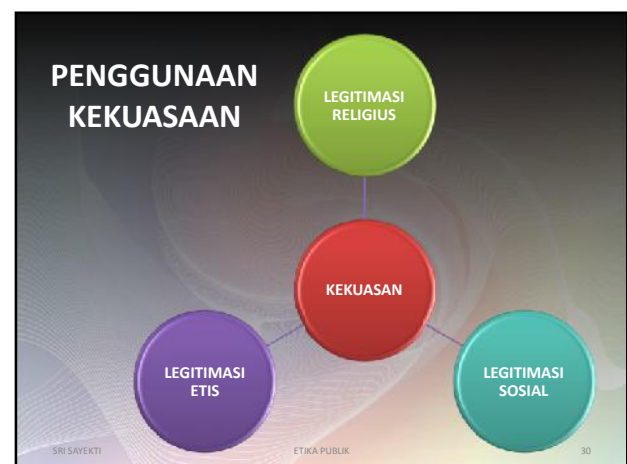 PENGGUNAAN
KEKUASAAN
LEGITIMASI
RELIGIUS
KEKUASAN
LEGITIMASI
ETIS
LEGITIMASI
SOSIAL
SRI SAYEKTI
ETIKA PUBLIK
30